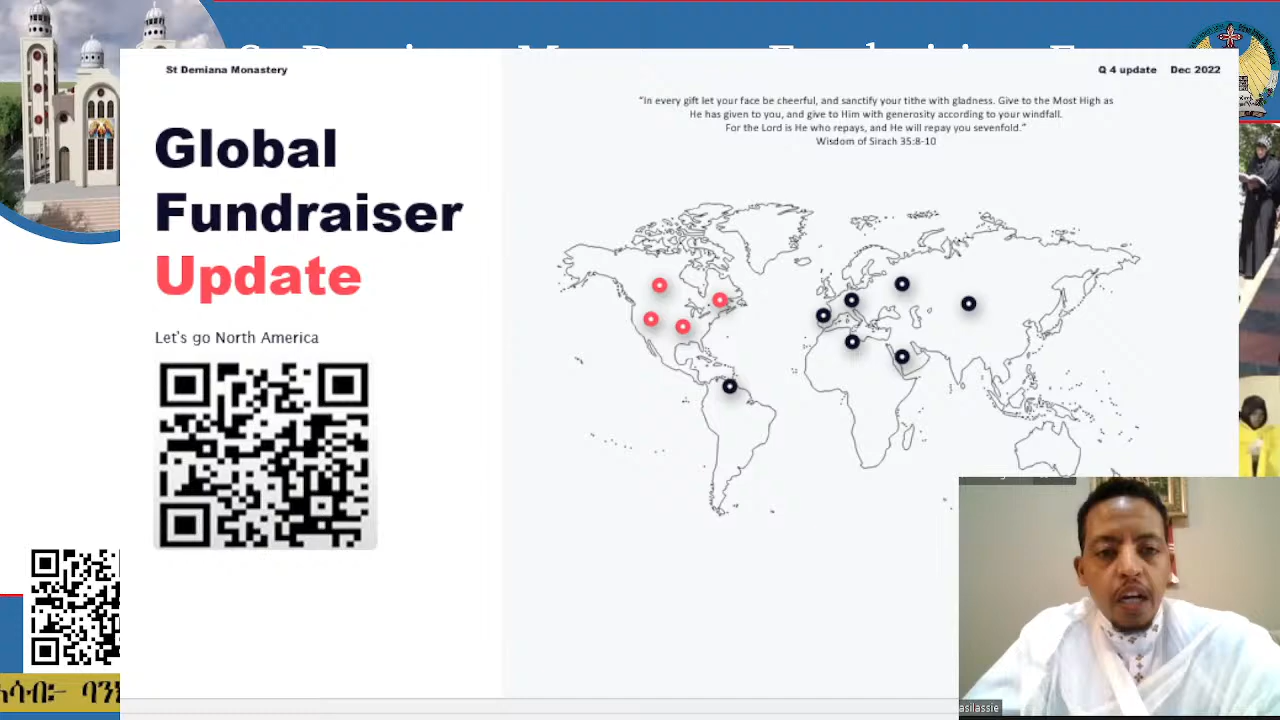 St Demiana Monastery
Q 4 update Dec 2022
“In every gift let your face be cheerful, and sanctify your tithe with gladness. Give to the Most High as
He has given to you, and give to Him with generosity according to your windfall.
For the Lord is He who repays, and He will repay you sevenfold.”
Wisdom of Sirach 35:8-10
Global
Fundraiser
Update
Let's go North America
ባን
asilassie